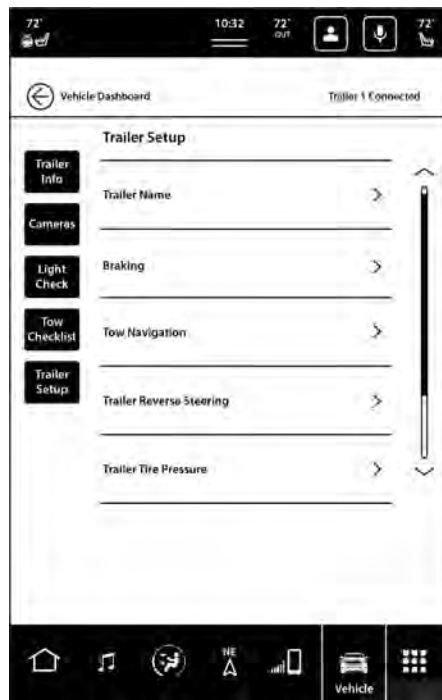 72°
10:32
72°
OUT
72°
Vehicle Dashboard
Trailer 1 Connected
Trailer Setup
Trailer
Info
Cameras
Light
Check
Tow
Checklist
Trailer
Setup
Trailer Name
Braking
Tow Navigation
Trailer Reverse Steering
Trailer Tire Pressure
NE
Vehicle